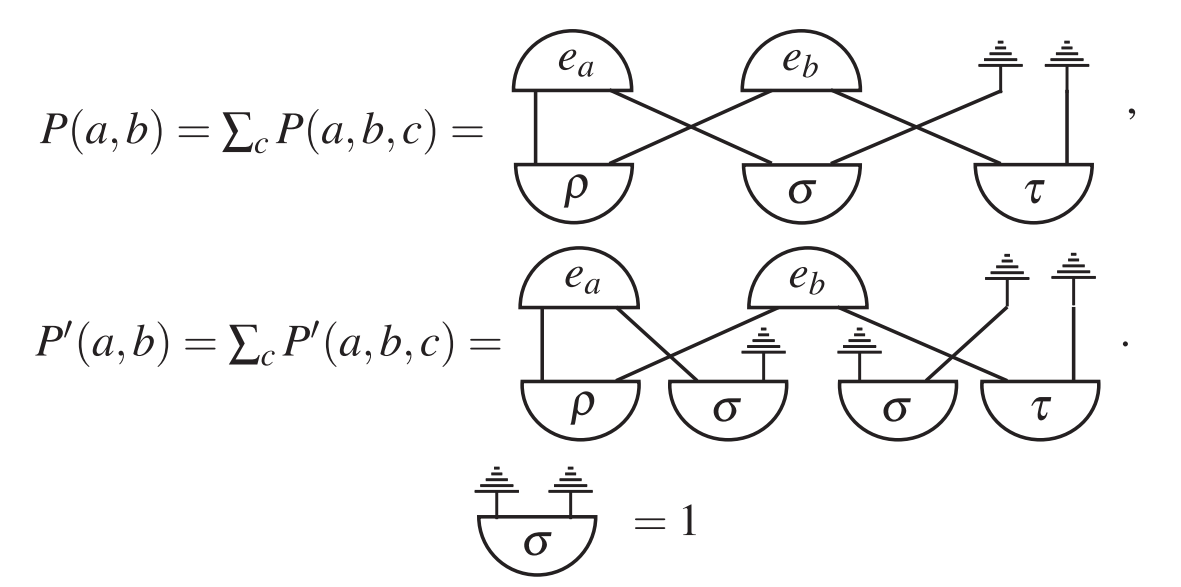 e_a e_b
P(a,b) = ∑_c P(a,b,c) = ,
ρ σ τ
e_a e_b
P′(a,b) = ∑_c P′(a,b,c) = .
ρ σ σ τ
σ = 1